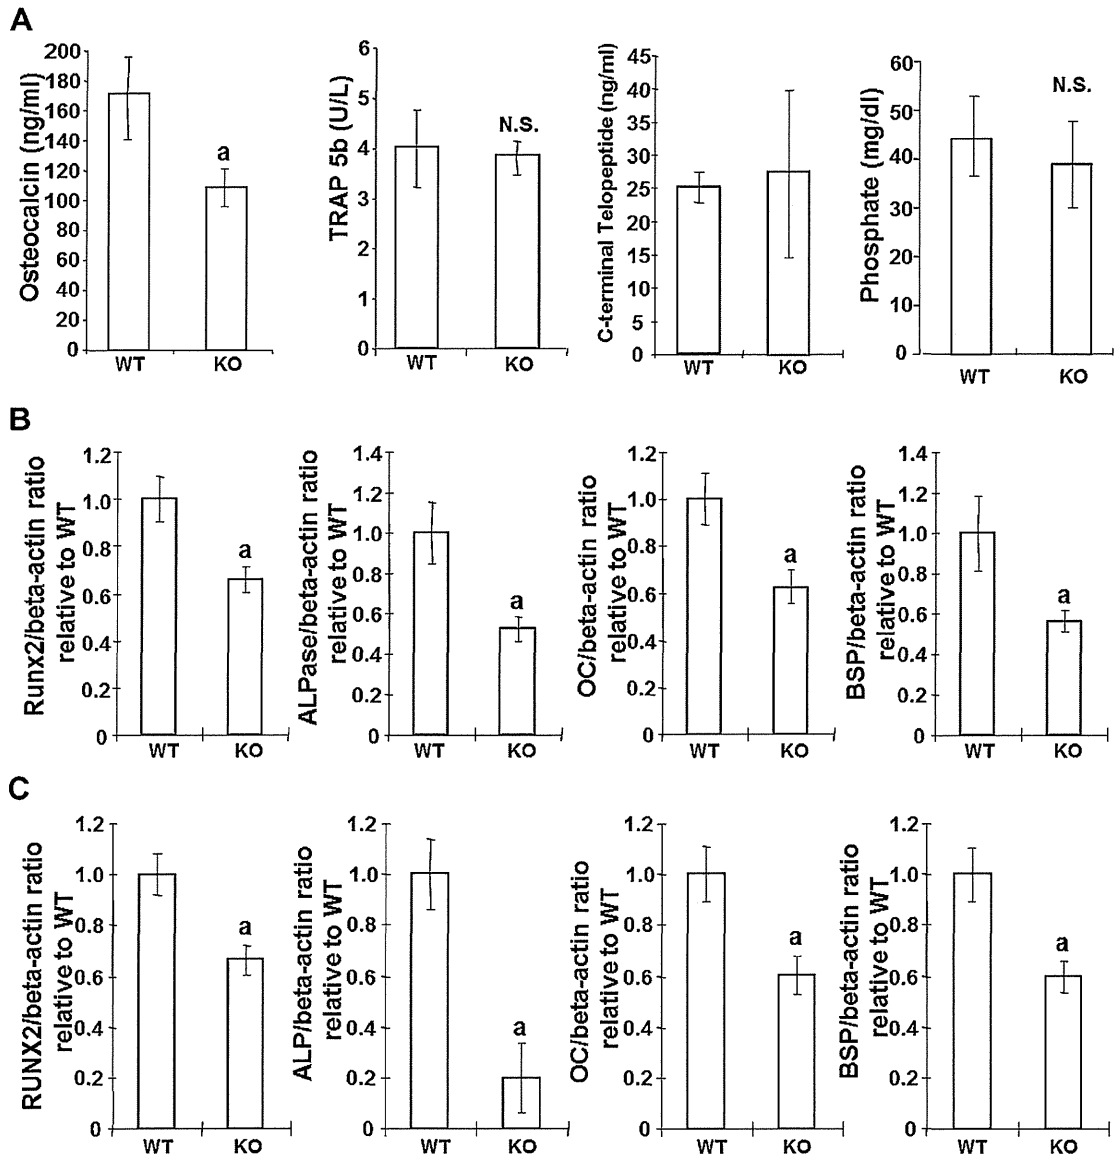 A
Osteocalcin (ng/ml)
200
180
160
140
120
100
80
60
40
20
0
a
WT KO
TRAP 5b (U/L)
6
5
4
3
2
1
0
N.S.
WT KO
C-terminal Telopeptide (ng/ml)
45
40
35
30
25
20
15
10
5
0
WT KO
Phosphate (mg/dl)
60
50
40
30
20
10
0
N.S.
WT KO
B
Runx2/beta-actin ratio
relative to WT
1.2
1.0
0.8
0.6
0.4
0.2
0
a
WT KO
ALPase/beta-actin ratio
relative to WT
1.4
1.2
1.0
0.8
0.6
0.4
0.2
0
a
WT KO
OC/beta-actin ratio
relative to WT
1.2
1.0
0.8
0.6
0.4
0.2
0
a
WT KO
BSP/beta-actin ratio
relative to WT
1.4
1.2
1.0
0.8
0.6
0.4
0.2
0
a
WT KO
C
RUNX2/beta-actin ratio
relative to WT
1.2
1.0
0.8
0.6
0.4
0.2
0
a
WT KO
ALP/beta-actin ratio
relative to WT
1.2
1.0
0.8
0.6
0.4
0.2
0
a
WT KO
OC/beta-actin ratio
relative to WT
1.2
1.0
0.8
0.6
0.4
0.2
0
a
WT KO
BSP/beta-actin ratio
relative to WT
1.2
1.0
0.8
0.6
0.4
0.2
0
a
WT KO